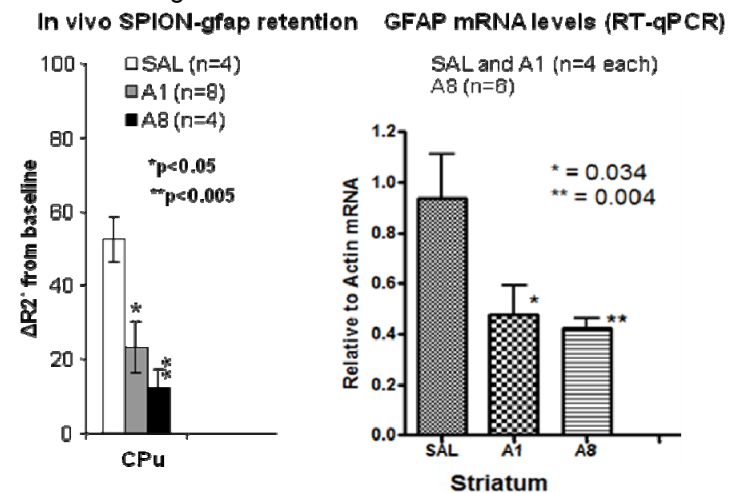 In vivo SPION-gfap retention
100
80
60
40
20
0
ΔR2* from baseline
SAL (n=4)
A1 (n=8)
A8 (n=4)
*p<0.05
**p<0.005
*
**
CPu
GFAP mRNA levels (RT-qPCR)
SAL and A1 (n=4 each)
A8 (n=6)
1.2
1.0
0.8
0.6
0.4
0.2
0.0
Relative to Actin mRNA
* = 0.034
** = 0.004
*
**
SAL A1 A8
Striatum